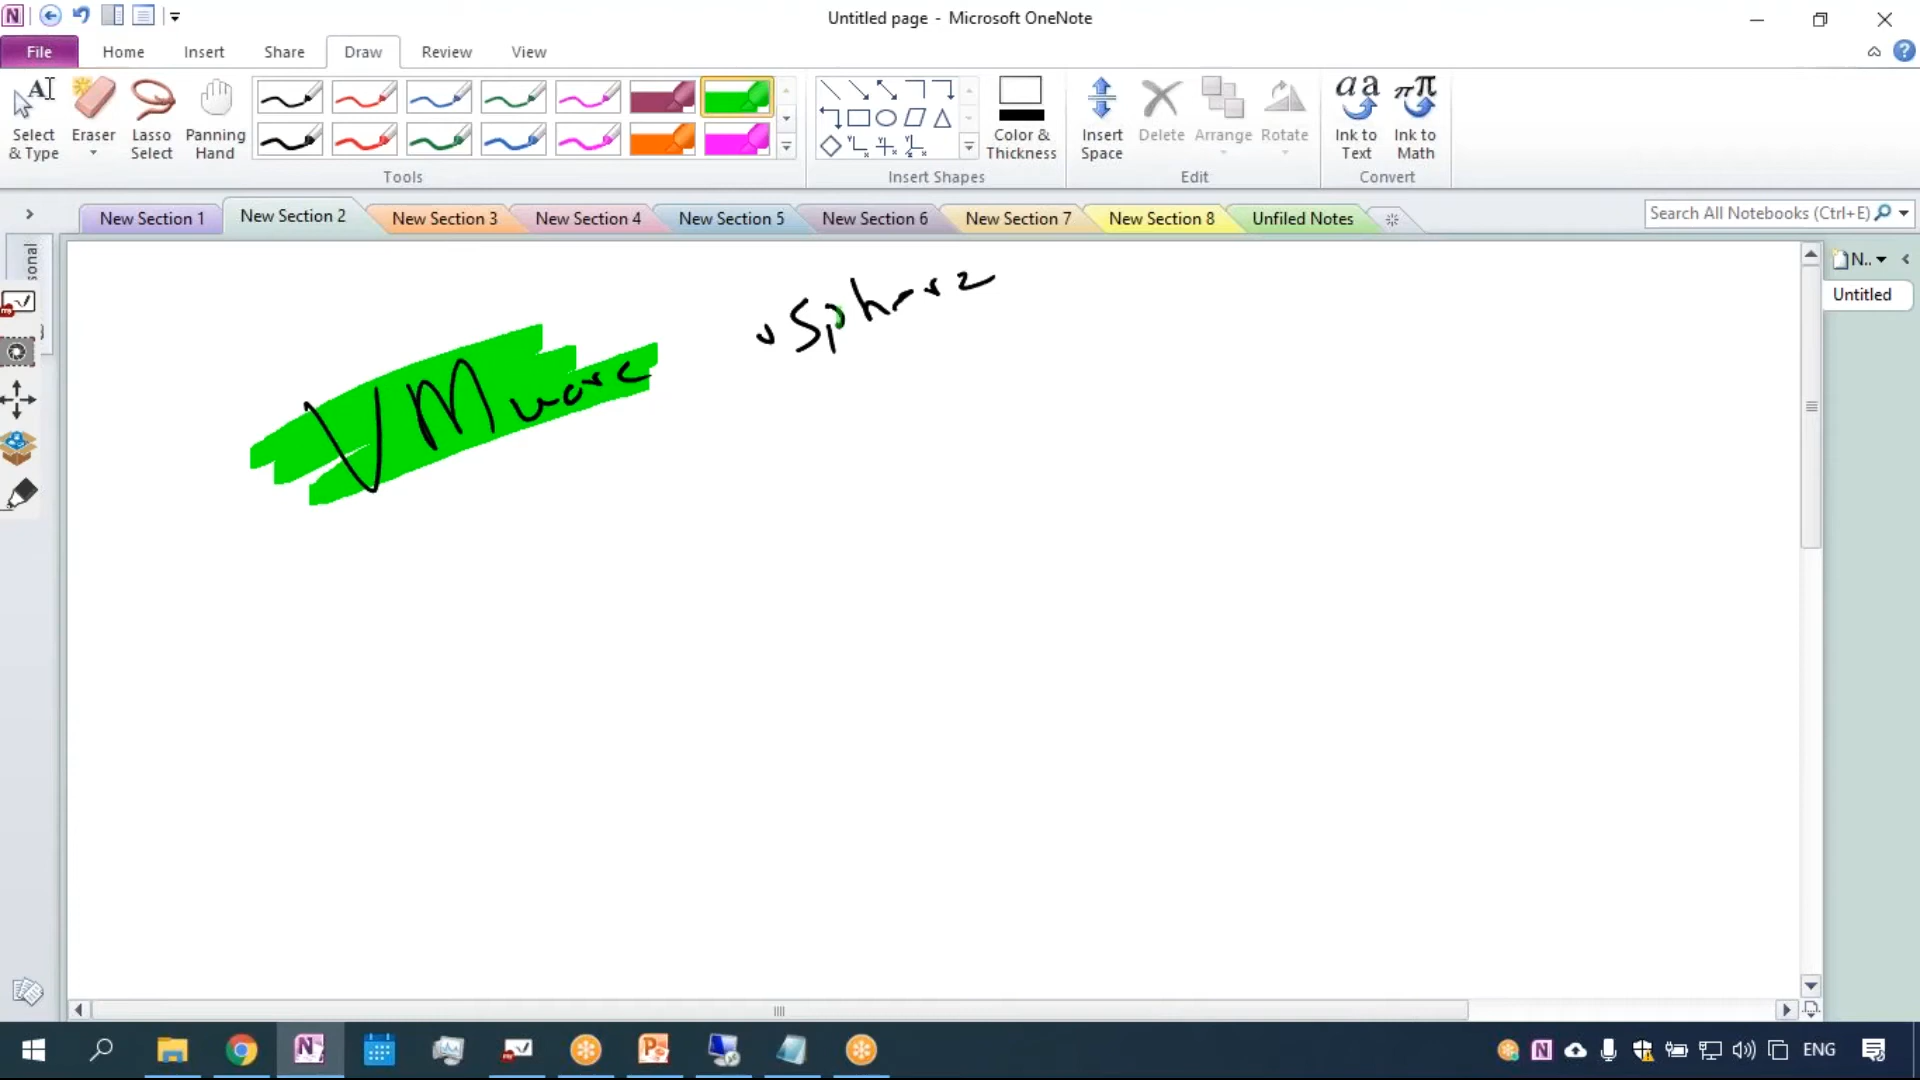 Untitled page - Microsoft OneNote
File Home Insert Share Draw Review View
Select & Type
Eraser
Lasso Select
Panning Hand
Color & Thickness
Insert Space
Delete
Arrange
Rotate
Ink to Text
Ink to Math
Tools
Insert Shapes
Edit
Convert
New Section 1
New Section 2
New Section 3
New Section 4
New Section 5
New Section 6
New Section 7
New Section 8
Unfiled Notes
Search All Notebooks (Ctrl+E)
sonal
N..
Untitled
vSphere
VMware
ENG